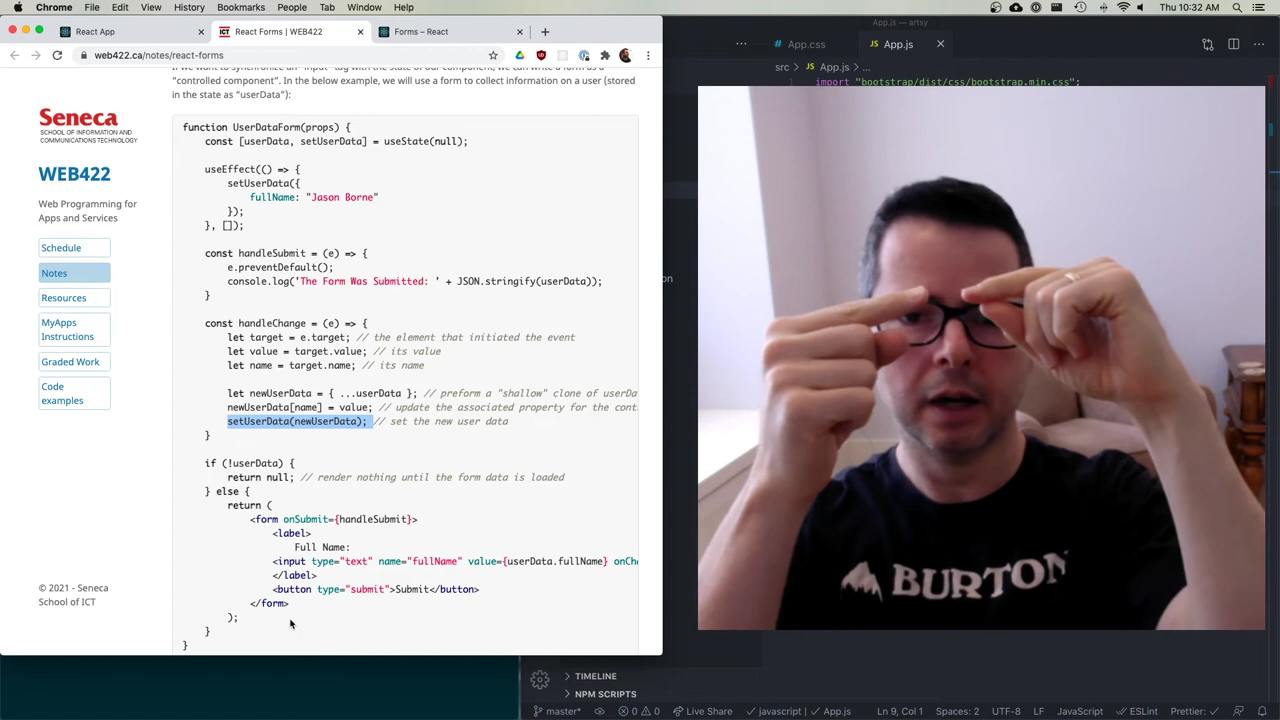 Chrome File Edit View History Bookmarks People Tab Window Help
100% Fri Jan 29 10:32 AM
React App
React Forms | WEB422
Forms – React
web422.ca/notes/react-forms
"controlled component". In the below example, we will use a form to collect information on a user (stored
in the state as "userData"):
Seneca
SCHOOL OF INFORMATION AND
COMMUNICATIONS TECHNOLOGY
WEB422
Web Programming for
Apps and Services
Schedule
Notes
Resources
MyApps
Instructions
Graded Work
Code
examples
© 2021 - Seneca
School of ICT
function UserDataForm(props) {
const [userData, setUserData] = useState(null);
useEffect(() => {
setUserData({
fullName: "Jason Borne"
});
}, []);
const handleSubmit = (e) => {
e.preventDefault();
console.log('The Form Was Submitted: ' + JSON.stringify(userData));
}
const handleChange = (e) => {
let target = e.target; // the element that initiated the event
let value = target.value; // its value
let name = target.name; // its name
let newUserData = { ...userData }; // preform a "shallow" clone of userDa
newUserData[name] = value; // update the associated property for the cont
setUserData(newUserData); // set the new user data
}
if (!userData) {
return null; // render nothing until the form data is loaded
} else {
return (
<form onSubmit={handleSubmit}>
<label>
Full Name:
<input type="text" name="fullName" value={userData.fullName} onCh
</label>
<button type="submit">Submit</button>
</form>
);
}
}
App.js — artsy
App.css
JS App.js
src > JS App.js > ...
import "bootstrap/dist/css/bootstrap.min.css";
on
BURTON
TIMELINE
NPM SCRIPTS
master*
0 0
Live Share
javascript
App.js
Ln 9, Col 1
Spaces: 2
UTF-8
LF
JavaScript
ESLint
Prettier: